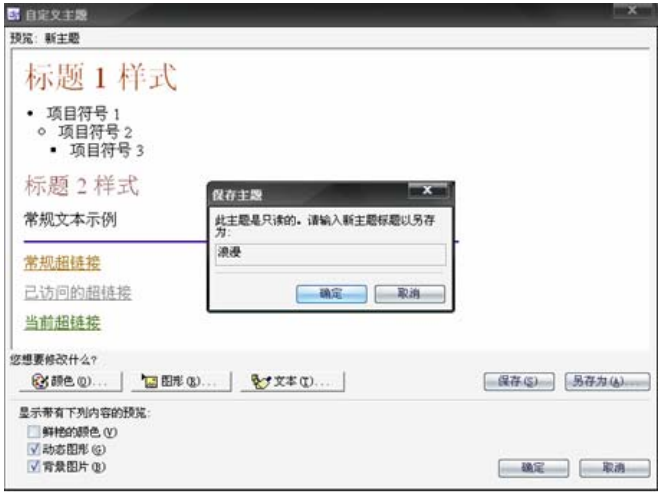 自定义主题
预览: 新主题
标题 1 样式
• 项目符号 1
○ 项目符号 2
▪ 项目符号 3
标题 2 样式
常规文本示例
常规超链接
已访问的超链接
当前超链接
保存主题
此主题是只读的。请输入新主题标题以另存
为:
浪漫
确定 取消
您想要修改什么?
颜色(O)... 图形(R)... 文本(T)... 保存(S) 另存为(A)...
显示带有下列内容的预览:
鲜艳的颜色(V)
动态图形(G)
背景图片(B)
确定 取消